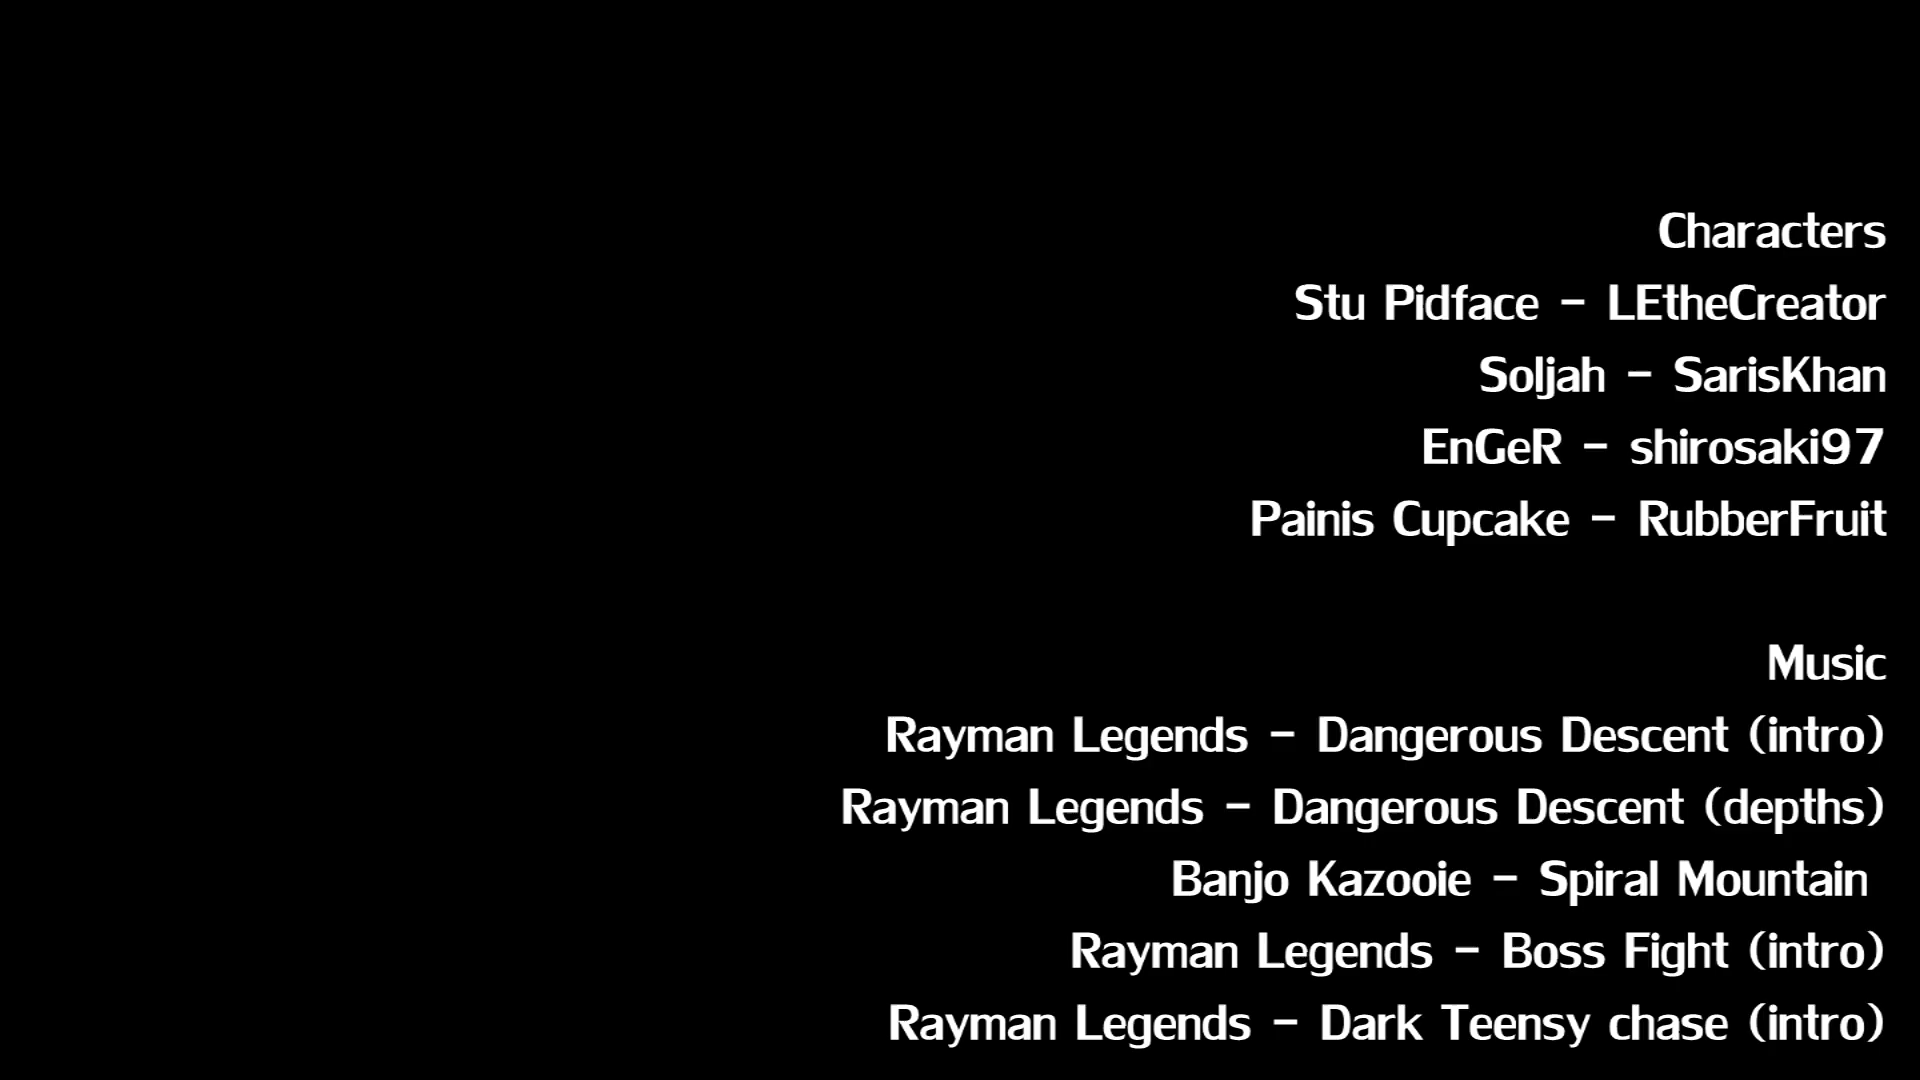 Characters
Stu Pidface - LEtheCreator
Soljah - SarisKhan
EnGeR - shirosaki97
Painis Cupcake - RubberFruit
Music
Rayman Legends - Dangerous Descent (intro)
Rayman Legends - Dangerous Descent (depths)
Banjo Kazooie - Spiral Mountain
Rayman Legends - Boss Fight (intro)
Rayman Legends - Dark Teensy chase (intro)